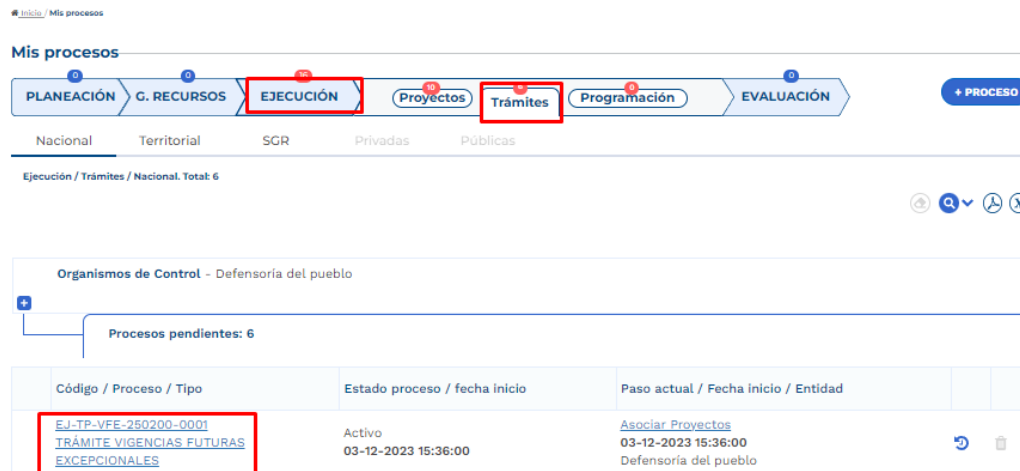 Inicio / Mis procesos
Mis procesos
0 0 16 10 6 0
PLANEACIÓN G. RECURSOS EJECUCIÓN Proyectos Trámites Programación EVALUACIÓN + PROCESO
Nacional Territorial SGR Privadas Públicas
Ejecución / Trámites / Nacional. Total: 6
Organismos de Control - Defensoría del pueblo
Procesos pendientes: 6
Código / Proceso / Tipo Estado proceso / fecha inicio Paso actual / Fecha inicio / Entidad
EJ-TP-VFE-250200-0001 Asociar Proyectos
Activo
TRÁMITE VIGENCIAS FUTURAS 03-12-2023 15:36:00
03-12-2023 15:36:00
EXCEPCIONALES Defensoría del pueblo